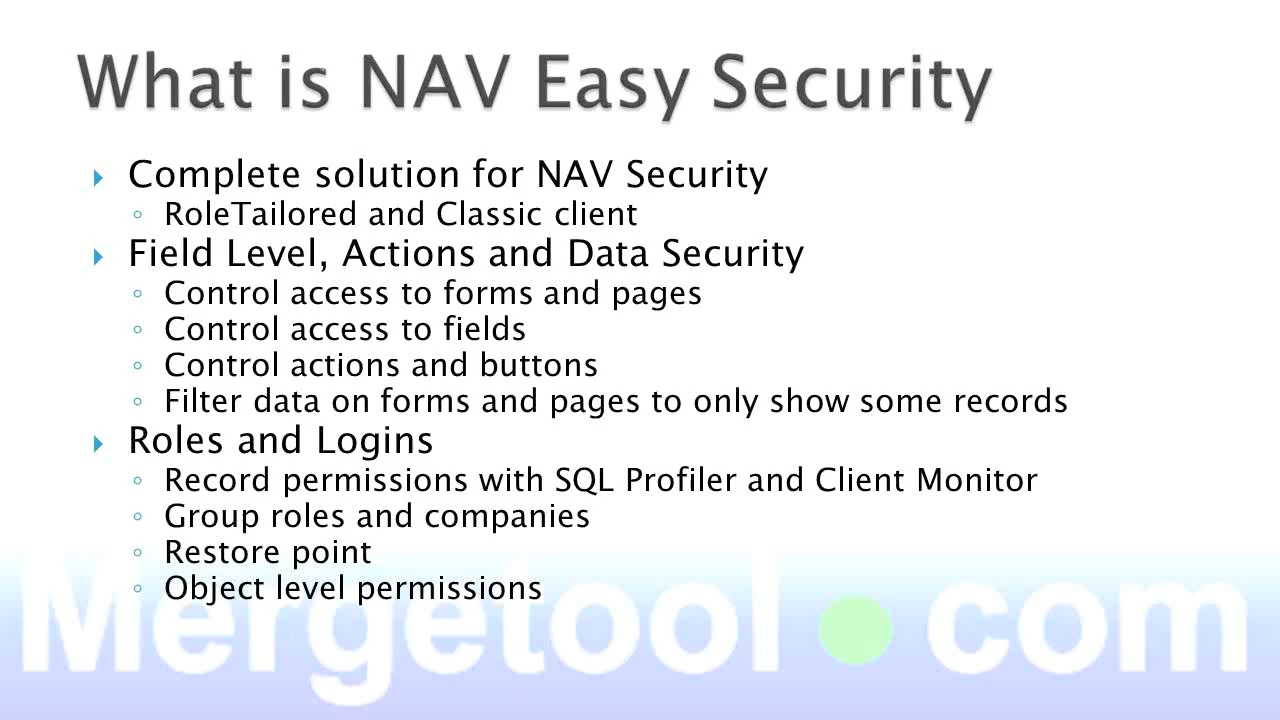 What is NAV Easy Security
Complete solution for NAV Security
RoleTailored and Classic client
Field Level, Actions and Data Security
Control access to forms and pages
Control access to fields
Control actions and buttons
Filter data on forms and pages to only show some records
Roles and Logins
Record permissions with SQL Profiler and Client Monitor
Group roles and companies
Restore point
Object level permissions
Mergetool.com